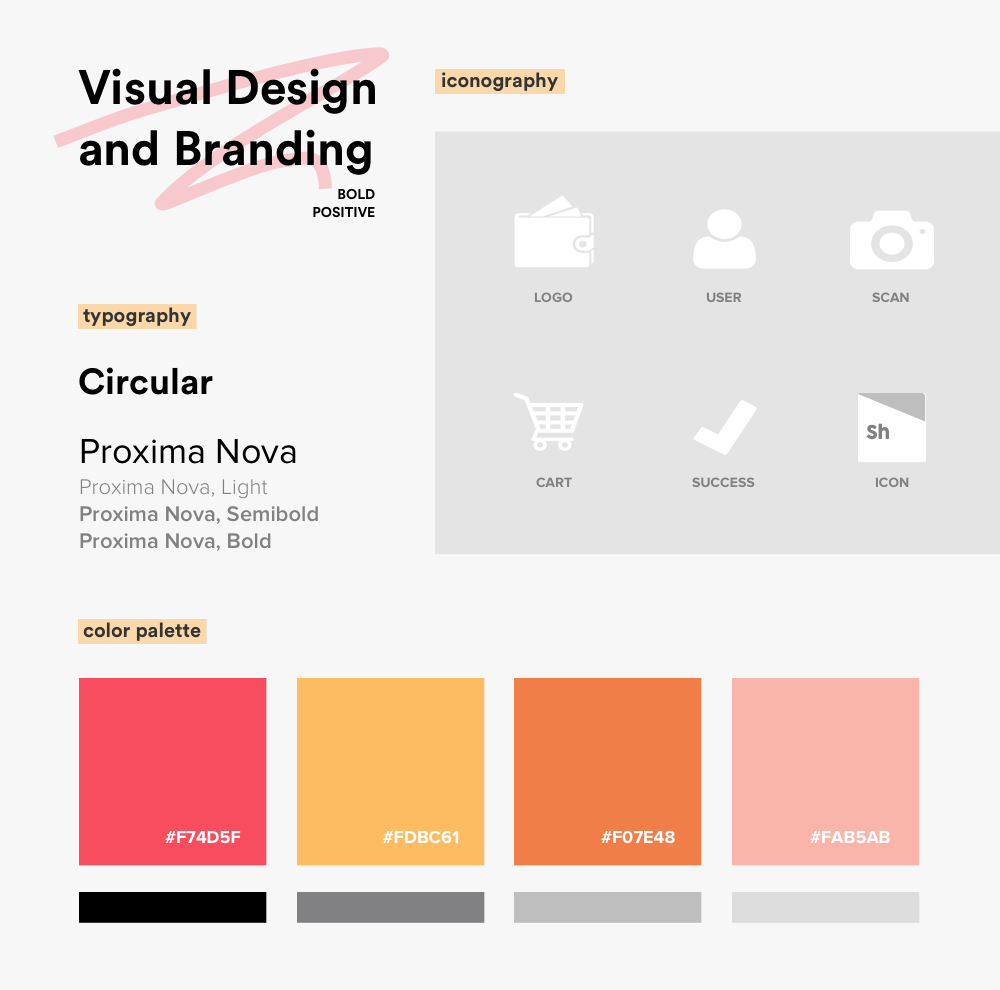 Visual Design
and Branding
BOLD
POSITIVE
iconography
LOGO
USER
SCAN
Sh
CART
SUCCESS
ICON
typography
Circular
Proxima Nova
Proxima Nova, Light
Proxima Nova, Semibold
Proxima Nova, Bold
color palette
#F74D5F
#FDBC61
#F07E48
#FAB5AB